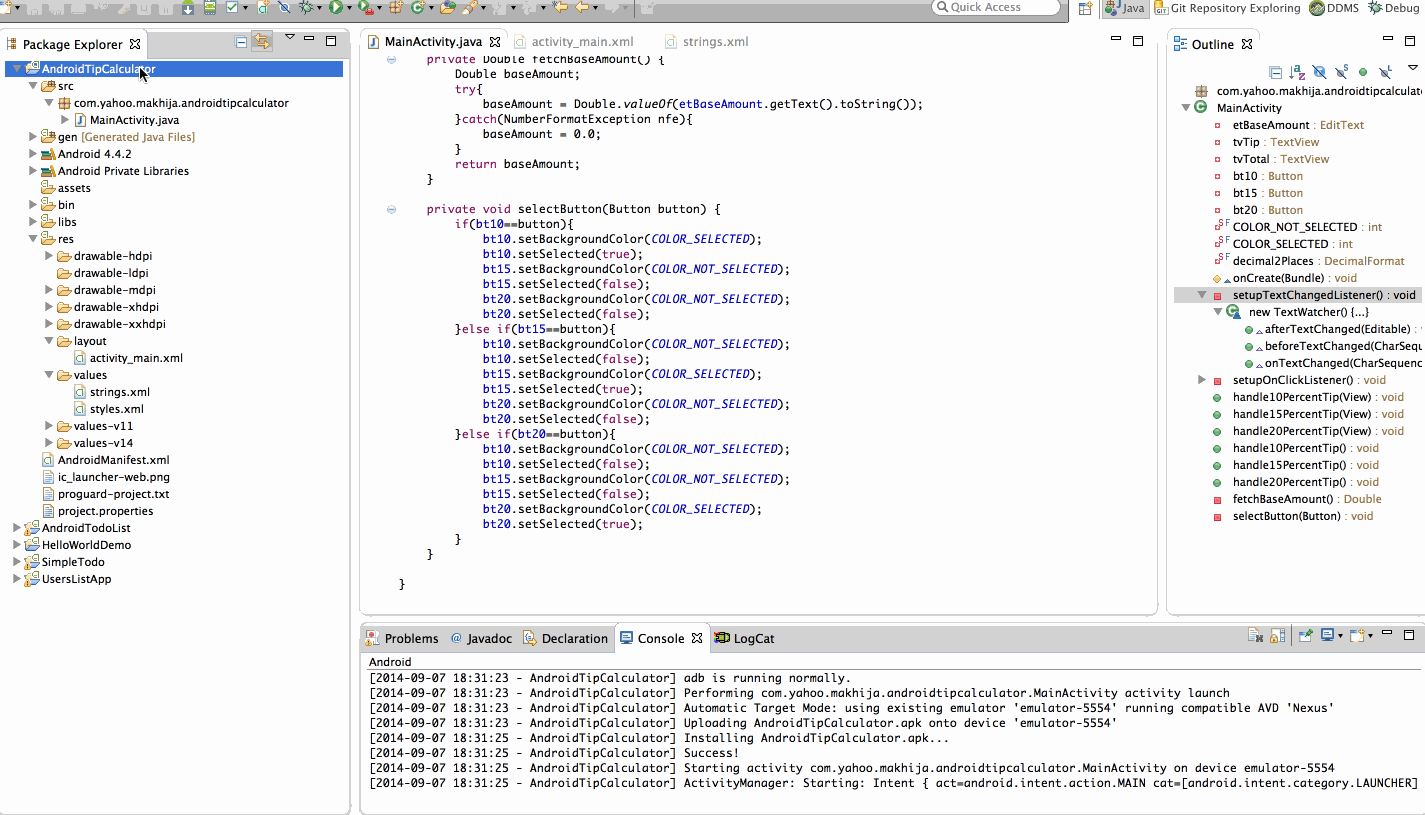 Quick Access
Java
Git Repository Exploring
DDMS
Debug
Package Explorer
AndroidTipCalculator
src
com.yahoo.makhija.androidtipcalculator
MainActivity.java
gen [Generated Java Files]
Android 4.4.2
Android Private Libraries
assets
bin
libs
res
drawable-hdpi
drawable-ldpi
drawable-mdpi
drawable-xhdpi
drawable-xxhdpi
layout
activity_main.xml
values
strings.xml
styles.xml
values-v11
values-v14
AndroidManifest.xml
ic_launcher-web.png
proguard-project.txt
project.properties
AndroidTodoList
HelloWorldDemo
SimpleTodo
UsersListApp
MainActivity.java
activity_main.xml
strings.xml
private Double fetchBaseAmount() {
Double baseAmount;
try{
baseAmount = Double.valueOf(etBaseAmount.getText().toString());
}catch(NumberFormatException nfe){
baseAmount = 0.0;
}
return baseAmount;
}
private void selectButton(Button button) {
if(bt10==button){
bt10.setBackgroundColor(COLOR_SELECTED);
bt10.setSelected(true);
bt15.setBackgroundColor(COLOR_NOT_SELECTED);
bt15.setSelected(false);
bt20.setBackgroundColor(COLOR_NOT_SELECTED);
bt20.setSelected(false);
}else if(bt15==button){
bt10.setBackgroundColor(COLOR_NOT_SELECTED);
bt10.setSelected(false);
bt15.setBackgroundColor(COLOR_SELECTED);
bt15.setSelected(true);
bt20.setBackgroundColor(COLOR_NOT_SELECTED);
bt20.setSelected(false);
}else if(bt20==button){
bt10.setBackgroundColor(COLOR_NOT_SELECTED);
bt10.setSelected(false);
bt15.setBackgroundColor(COLOR_NOT_SELECTED);
bt15.setSelected(false);
bt20.setBackgroundColor(COLOR_SELECTED);
bt20.setSelected(true);
}
}
}
Outline
com.yahoo.makhija.androidtipcalculat
MainActivity
etBaseAmount : EditText
tvTip : TextView
tvTotal : TextView
bt10 : Button
bt15 : Button
bt20 : Button
COLOR_NOT_SELECTED : int
COLOR_SELECTED : int
decimal2Places : DecimalFormat
onCreate(Bundle) : void
setupTextChangedListener() : void
new TextWatcher() {...}
afterTextChanged(Editable) :
beforeTextChanged(CharSequ
onTextChanged(CharSequenc
setupOnClickListener() : void
handle10PercentTip(View) : void
handle15PercentTip(View) : void
handle20PercentTip(View) : void
handle10PercentTip() : void
handle15PercentTip() : void
handle20PercentTip() : void
fetchBaseAmount() : Double
selectButton(Button) : void
Problems
Javadoc
Declaration
Console
LogCat
Android
[2014-09-07 18:31:23 - AndroidTipCalculator] adb is running normally.
[2014-09-07 18:31:23 - AndroidTipCalculator] Performing com.yahoo.makhija.androidtipcalculator.MainActivity activity launch
[2014-09-07 18:31:23 - AndroidTipCalculator] Automatic Target Mode: using existing emulator 'emulator-5554' running compatible AVD 'Nexus'
[2014-09-07 18:31:23 - AndroidTipCalculator] Uploading AndroidTipCalculator.apk onto device 'emulator-5554'
[2014-09-07 18:31:25 - AndroidTipCalculator] Installing AndroidTipCalculator.apk...
[2014-09-07 18:31:25 - AndroidTipCalculator] Success!
[2014-09-07 18:31:25 - AndroidTipCalculator] Starting activity com.yahoo.makhija.androidtipcalculator.MainActivity on device emulator-5554
[2014-09-07 18:31:25 - AndroidTipCalculator] ActivityManager: Starting: Intent { act=android.intent.action.MAIN cat=[android.intent.category.LAUNCHER]